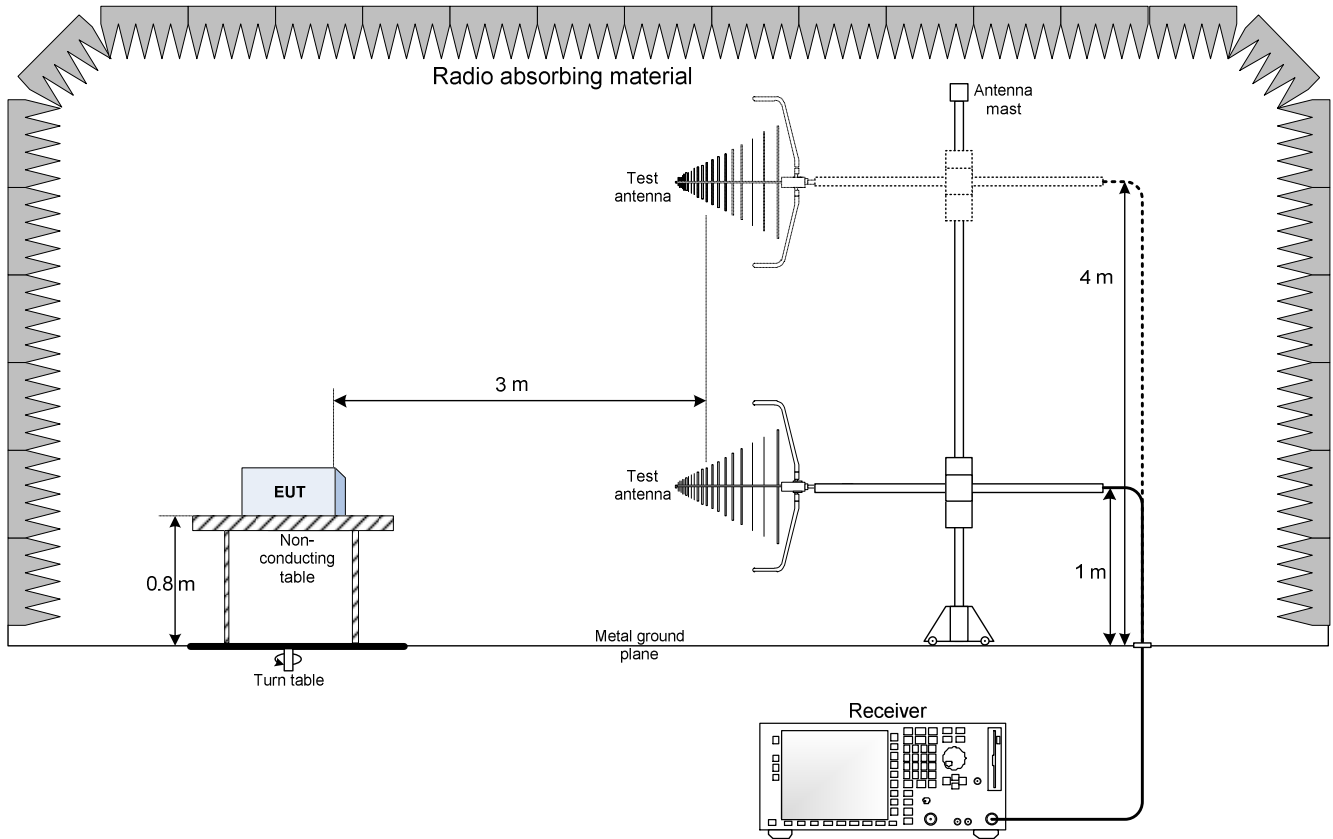 Radio absorbing material
Antenna
mast
Test
antenna
4 m
3 m
Test
antenna
EUT
Non-
conducting
table
0.8 m
1 m
Metal ground
plane
Turn table
Receiver